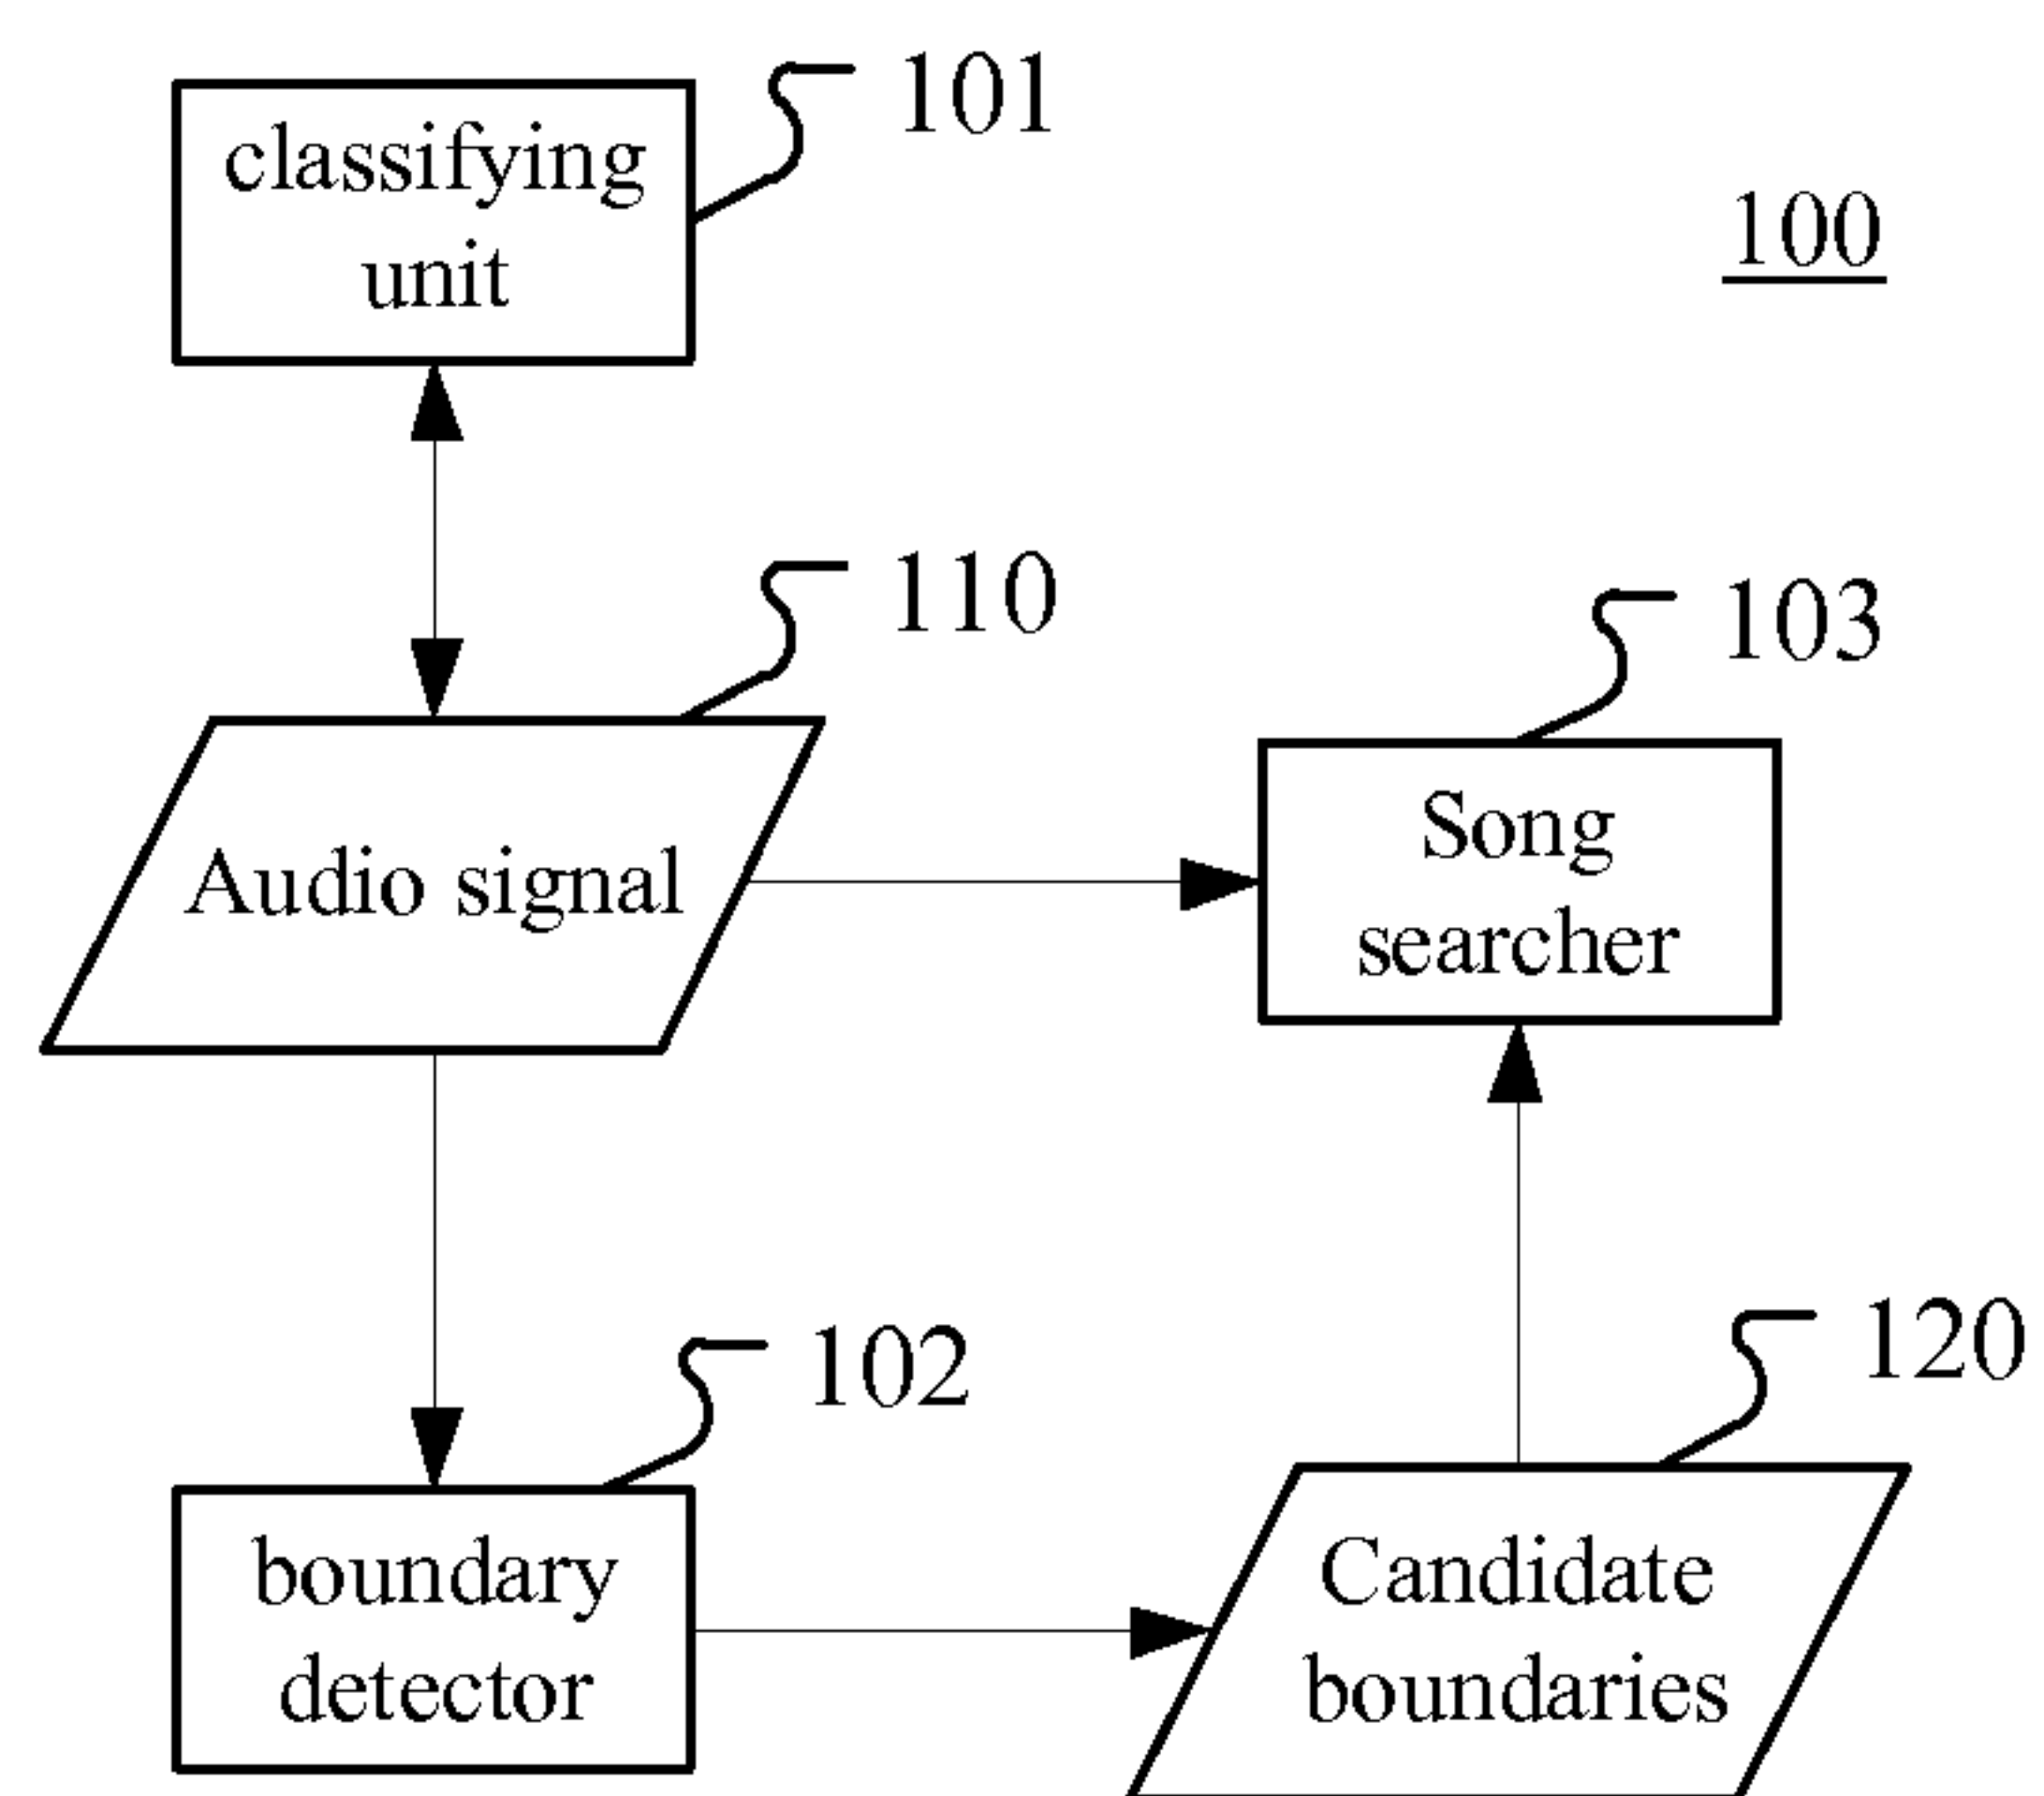 101
classifying
unit
100
110
103
Audio signal
Song
searcher
102
120
boundary
detector
Candidate
boundaries